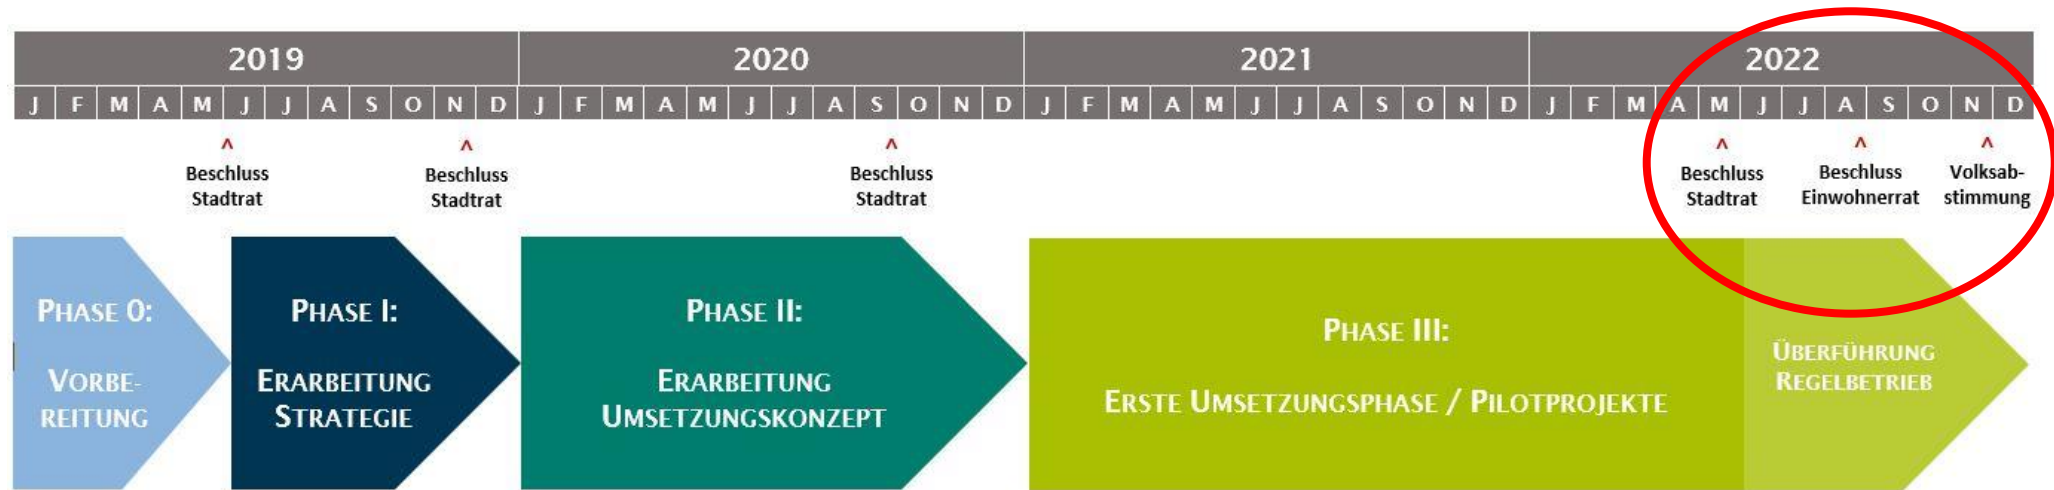 2019 2020 2021 2022
J F M A M J J A S O N D J F M A M J J A S O N D J F M A M J J A S O N D J F M A M J J A S O N D
^ ^ ^ ^ ^ ^
Beschluss
Stadtrat
Beschluss
Stadtrat
Beschluss
Stadtrat
Beschluss
Stadtrat
Beschluss
Einwohnerrat
Volksab-
stimmung
PHASE 0:
VORBE-
REITUNG
PHASE I:
ERARBEITUNG
STRATEGIE
PHASE II:
ERARBEITUNG
UMSETZUNGSKONZEPT
PHASE III:
ERSTE UMSETZUNGSPHASE / PILOTPROJEKTE
ÜBERFÜHRUNG
REGELBETRIEB